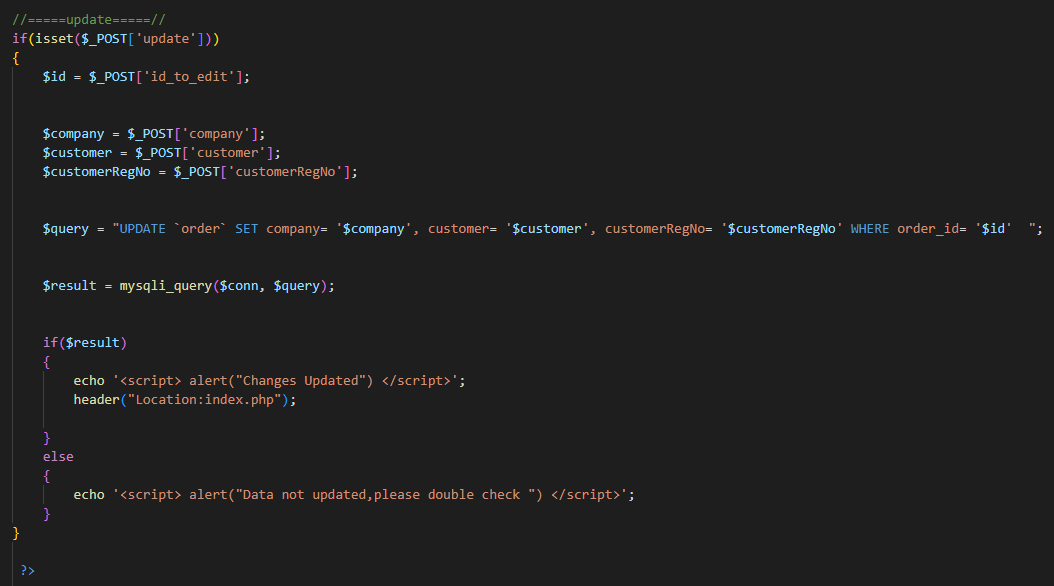 //=====update=====//
if(isset($_POST['update']))
{
$id = $_POST['id_to_edit'];
$company = $_POST['company'];
$customer = $_POST['customer'];
$customerRegNo = $_POST['customerRegNo'];
$query = "UPDATE `order` SET company= '$company', customer= '$customer', customerRegNo= '$customerRegNo' WHERE order_id= '$id'  ";
$result = mysqli_query($conn, $query);
if($result)
{
echo '<script> alert("Changes Updated") </script>';
header("Location:index.php");
}
else
{
echo '<script> alert("Data not updated,please double check ") </script>';
}
}
?>